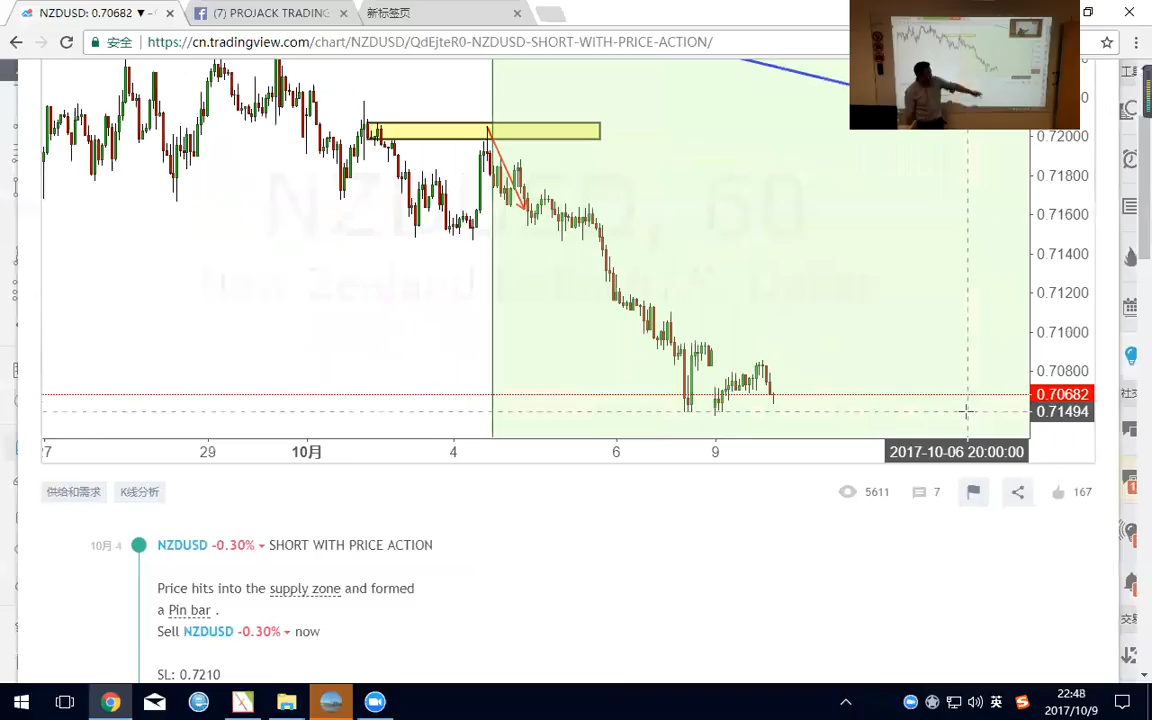 NZDUSD: 0.70682 ▼ –
(7) PROJACK TRADING
新标签页
安全
https://cn.tradingview.com/chart/NZDUSD/QdEjteR0-NZDUSD-SHORT-WITH-PRICE-ACTION/
NZDUSD, 60
0.72000
0.71800
0.71600
0.71400
0.71200
0.71000
0.70800
0.70682
0.71494
27
29
10月
4
6
9
2017-10-06 20:00:00
供给和需求
K线分析
5611
7
167
10月 4
NZDUSD -0.30% SHORT WITH PRICE ACTION
Price hits into the supply zone and formed
a Pin bar .
Sell NZDUSD -0.30% now
SL: 0.7210
英
22:48
2017/10/9